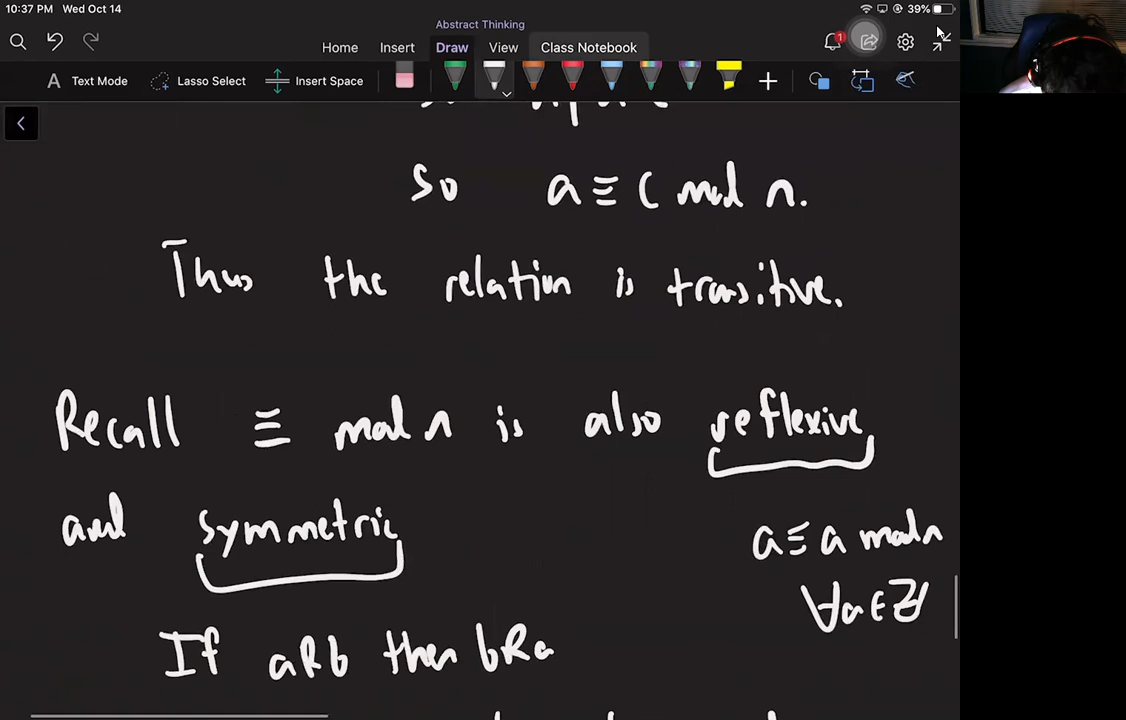 10:37 PM Wed Oct 14
39%
Abstract Thinking
Home Insert Draw View Class Notebook
1
A Text Mode Lasso Select Insert Space
So a ≡ c mod n.
Thus the relation is transitive.
Recall ≡ mod n is also reflexive
and symmetric
a ≡ a mod n
∀a∈ℤ
If aRb then bRa